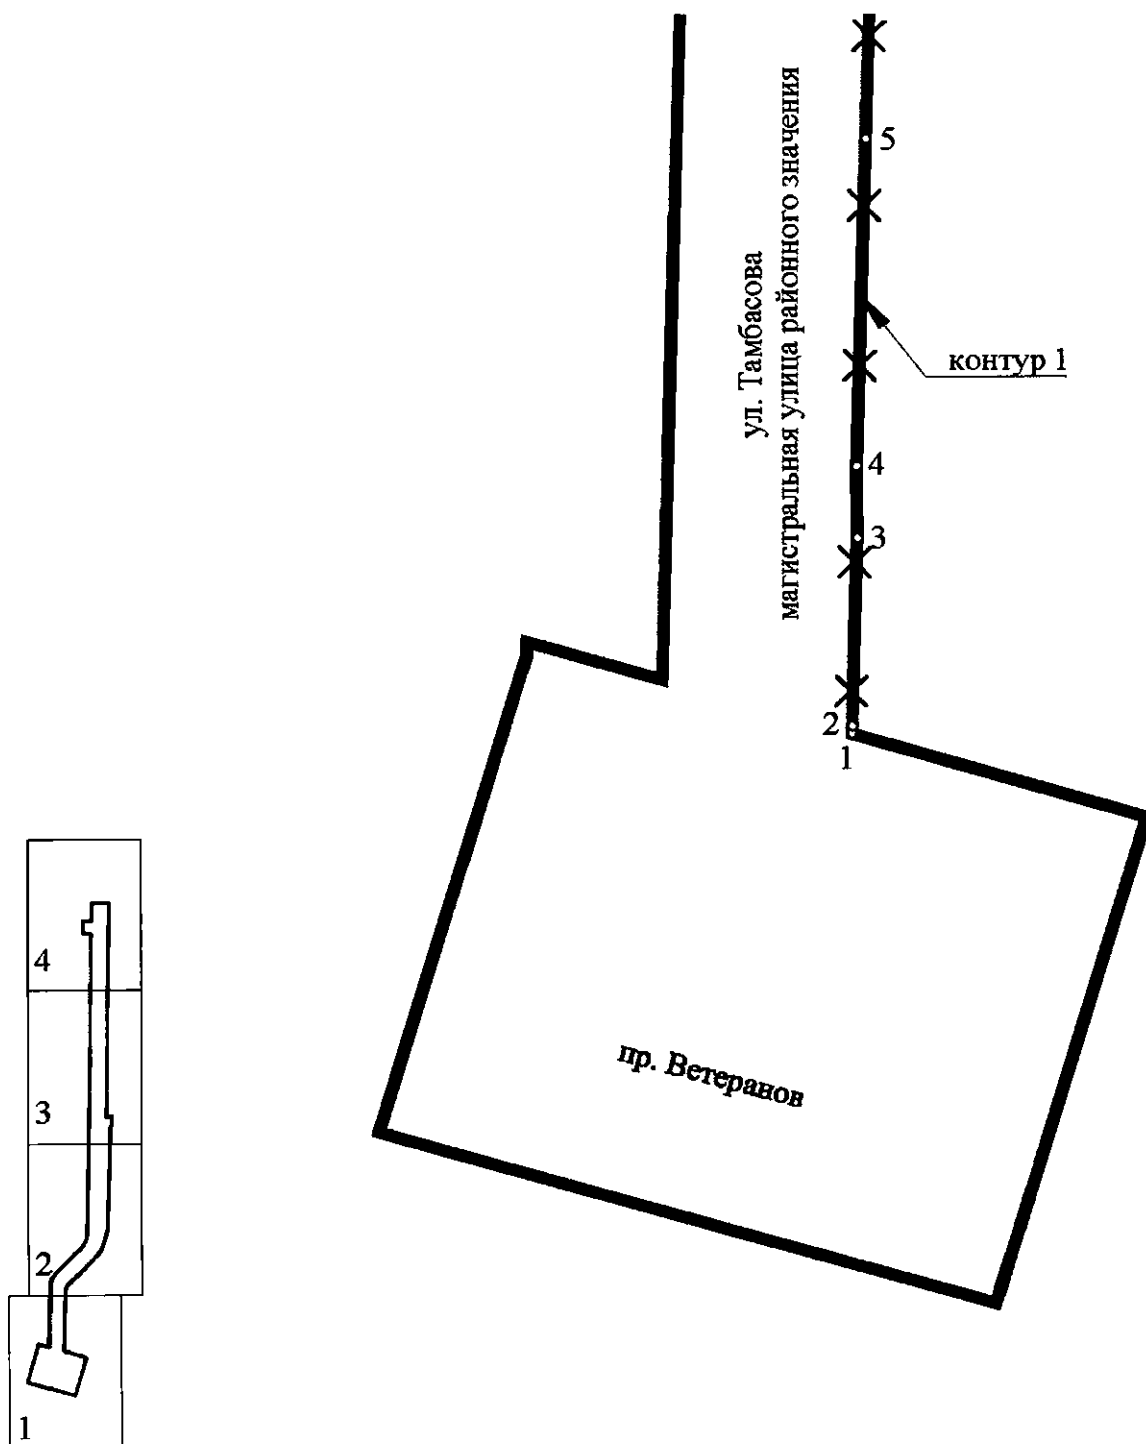 5
ул. Тамбасова
магистральная улица районного значения
контур 1
4
3
2
1
пр. Ветеранов
4
3
2
1